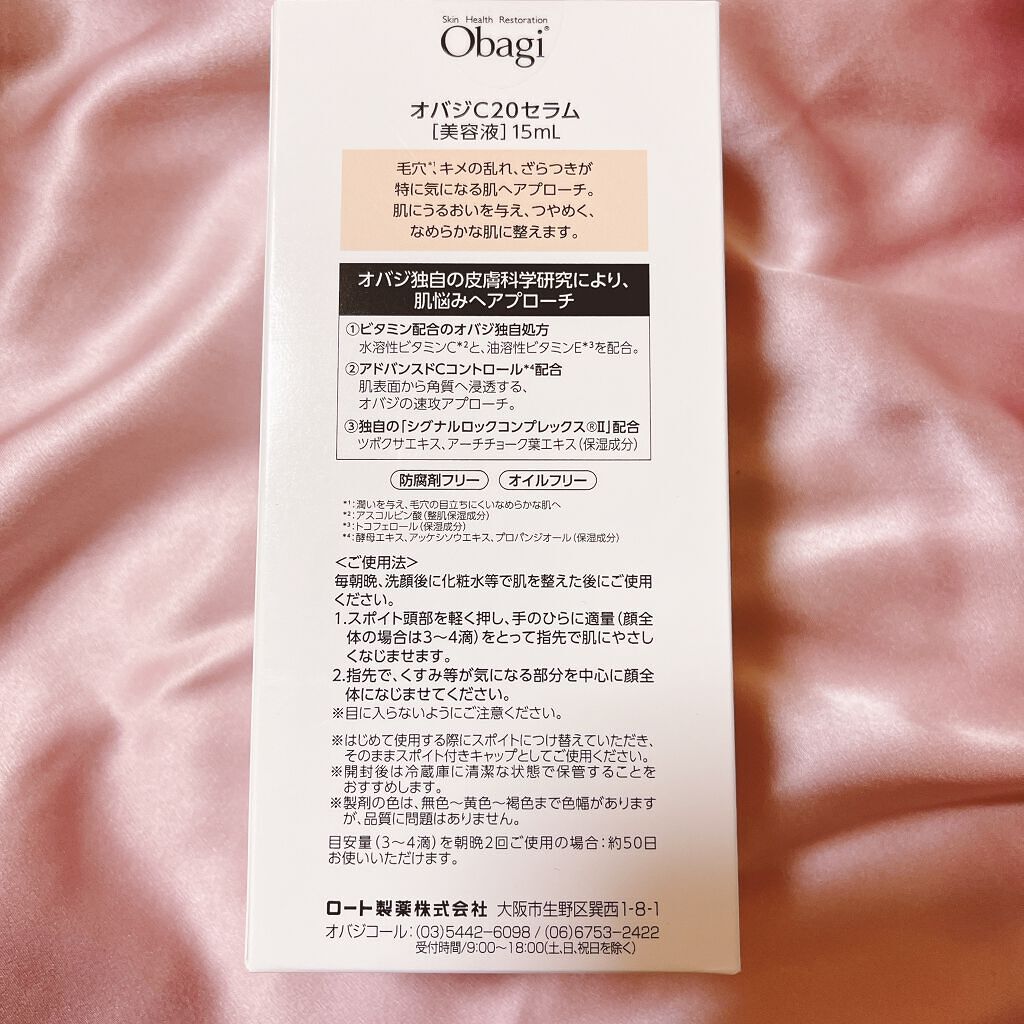 Skin Health Restoration
Obagi®
オバジC20セラム
［美容液］15mL
毛穴*¹、キメの乱れ、ざらつきが
特に気になる肌へアプローチ。
肌にうるおいを与え、つやめく、
なめらかな肌に整えます。
オバジ独自の皮膚科学研究により、
肌悩みへアプローチ
①ビタミン配合のオバジ独自処方
水溶性ビタミンC*²と、油溶性ビタミンE*³を配合。
②アドバンスドCコントロール*⁴配合
肌表面から角質へ浸透する、
オバジの速攻アプローチ。
③独自の「シグナルロックコンプレックス®Ⅱ」配合
ツボクサエキス、アーチチョーク葉エキス（保湿成分）
防腐剤フリー オイルフリー
*¹：潤いを与え、毛穴の目立ちにくいなめらかな肌へ
*²：アスコルビン酸（整肌保湿成分）
*³：トコフェロール（保湿成分）
*⁴：酵母エキス、アッケシソウエキス、プロパンジオール（保湿成分）
＜ご使用法＞
毎朝晩、洗顔後に化粧水等で肌を整えた後にご使用
ください。
1.スポイト頭部を軽く押し、手のひらに適量（顔全
体の場合は3〜4滴）をとって指先で肌にやさし
くなじませます。
2.指先で、くすみ等が気になる部分を中心に顔全
体になじませてください。
※目に入らないようにご注意ください。
※はじめて使用する際にスポイトにつけ替えていただき、
そのままスポイト付きキャップとしてご使用ください。
※開封後は冷蔵庫に清潔な状態で保管することを
おすすめします。
※製剤の色は、無色〜黄色〜褐色まで色幅があります
が、品質に問題はありません。
目安量（3〜4滴）を朝晩2回ご使用の場合：約50日
お使いいただけます。
ロート製薬株式会社 大阪市生野区巽西1-8-1
オバジコール：(03)5442-6098 / (06)6753-2422
受付時間/9:00〜18:00(土、日、祝日を除く)